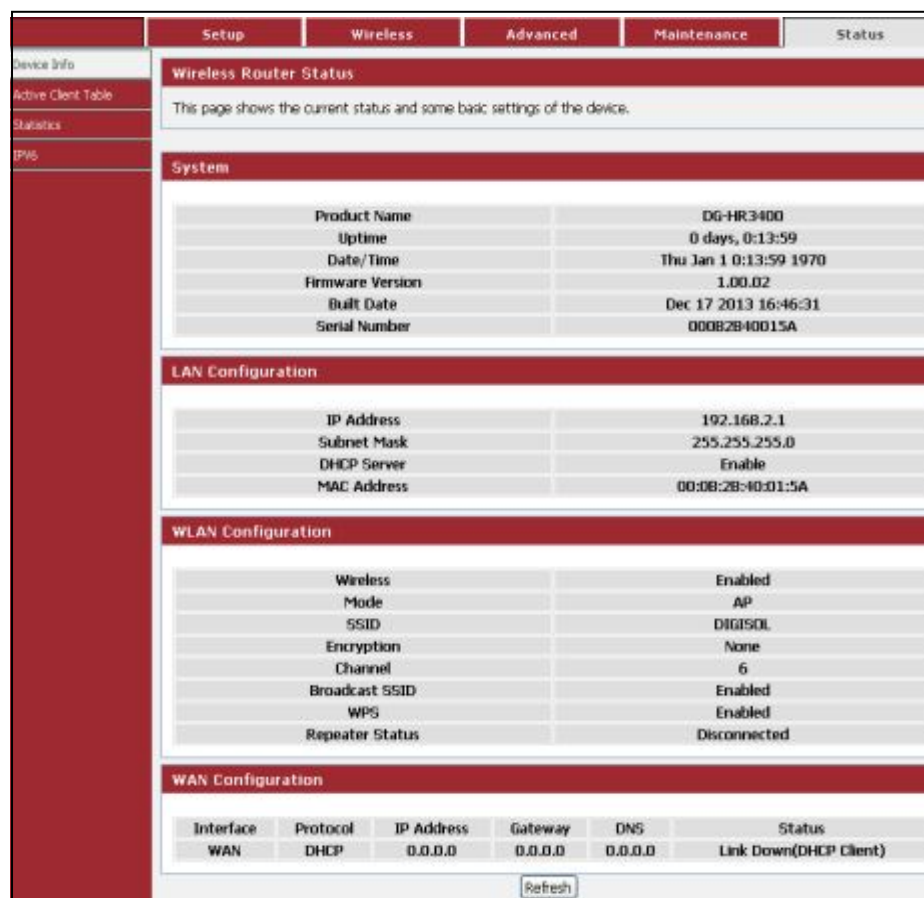 Setup Wireless Advanced Maintenance Status
Device Info
Active Client Table
Statistics
IPV6
Wireless Router Status
This page shows the current status and some basic settings of the device.
System
Product Name DG-HR3400
Uptime 0 days, 0:13:59
Date/Time Thu Jan 1 0:13:59 1970
Firmware Version 1.00.02
Built Date Dec 17 2013 16:46:31
Serial Number 000B2B40015A
LAN Configuration
IP Address 192.168.2.1
Subnet Mask 255.255.255.0
DHCP Server Enable
MAC Address 00:0B:2B:40:01:5A
WLAN Configuration
Wireless Enabled
Mode AP
SSID DIGISOL
Encryption None
Channel 6
Broadcast SSID Enabled
WPS Enabled
Repeater Status Disconnected
WAN Configuration
Interface Protocol IP Address Gateway DNS Status
WAN DHCP 0.0.0.0 0.0.0.0 0.0.0.0 Link Down(DHCP Client)
Refresh